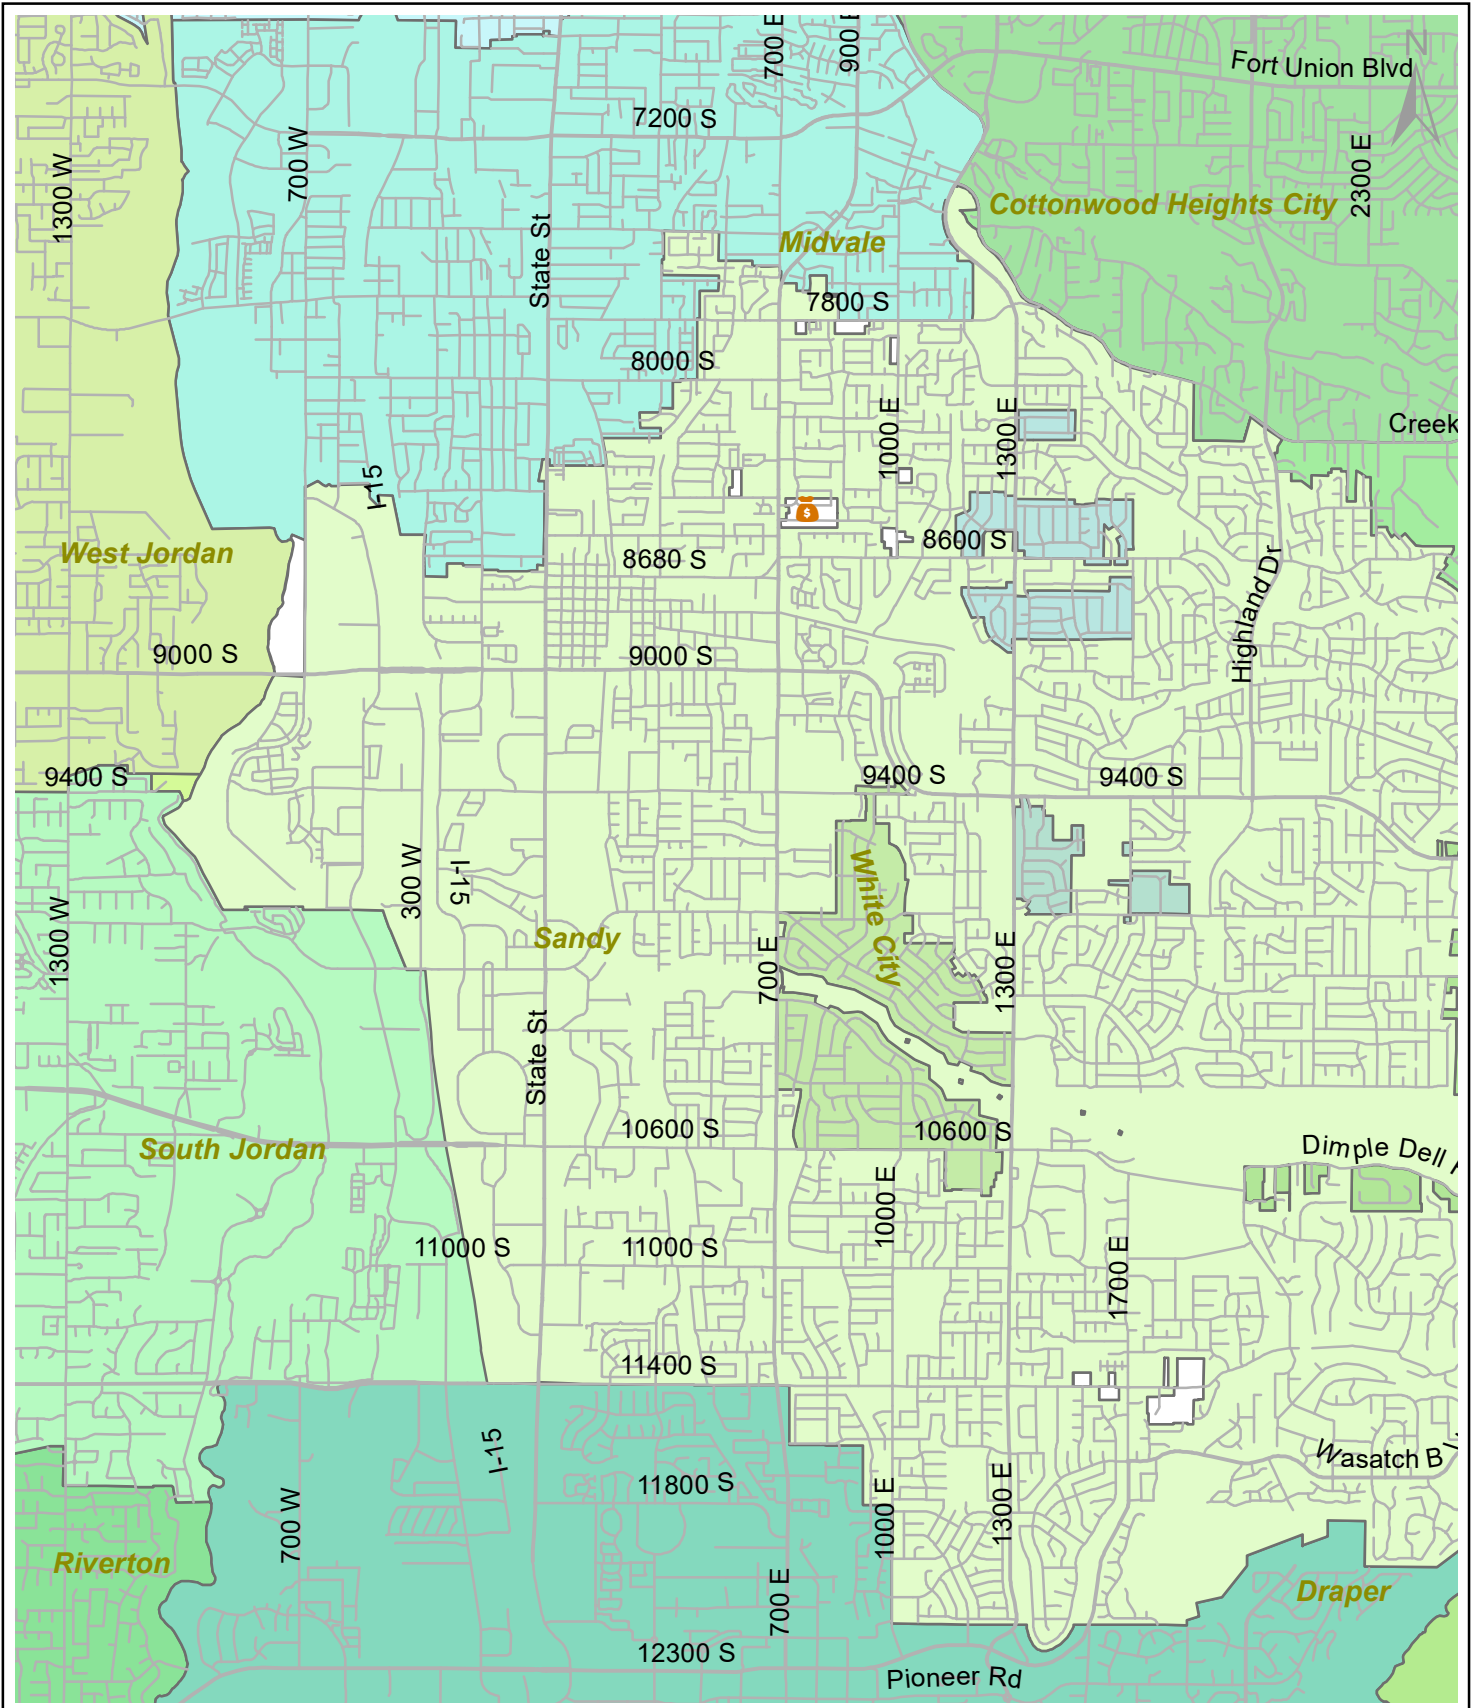 700 E
900 E
N
Fort Union Blvd
7200 S
700 W
1300 W
2300 E
Cottonwood Heights City
State St
Midvale
7800 S
8000 S
1000 E
1300 E
Creek
I-15
$
8600 S
West Jordan
8680 S
Highland Dr
9000 S
9000 S
9400 S
9400 S
9400 S
300 W
I-15
White City
1300 W
Sandy
700 E
1300 E
State St
10600 S
10600 S
South Jordan
Dimple Dell
1000 E
11000 S
11000 S
1700 E
11400 S
I-15
Wasatch Bl
11800 S
700 W
1000 E
1300 E
Riverton
700 E
Draper
12300 S
Pioneer Rd